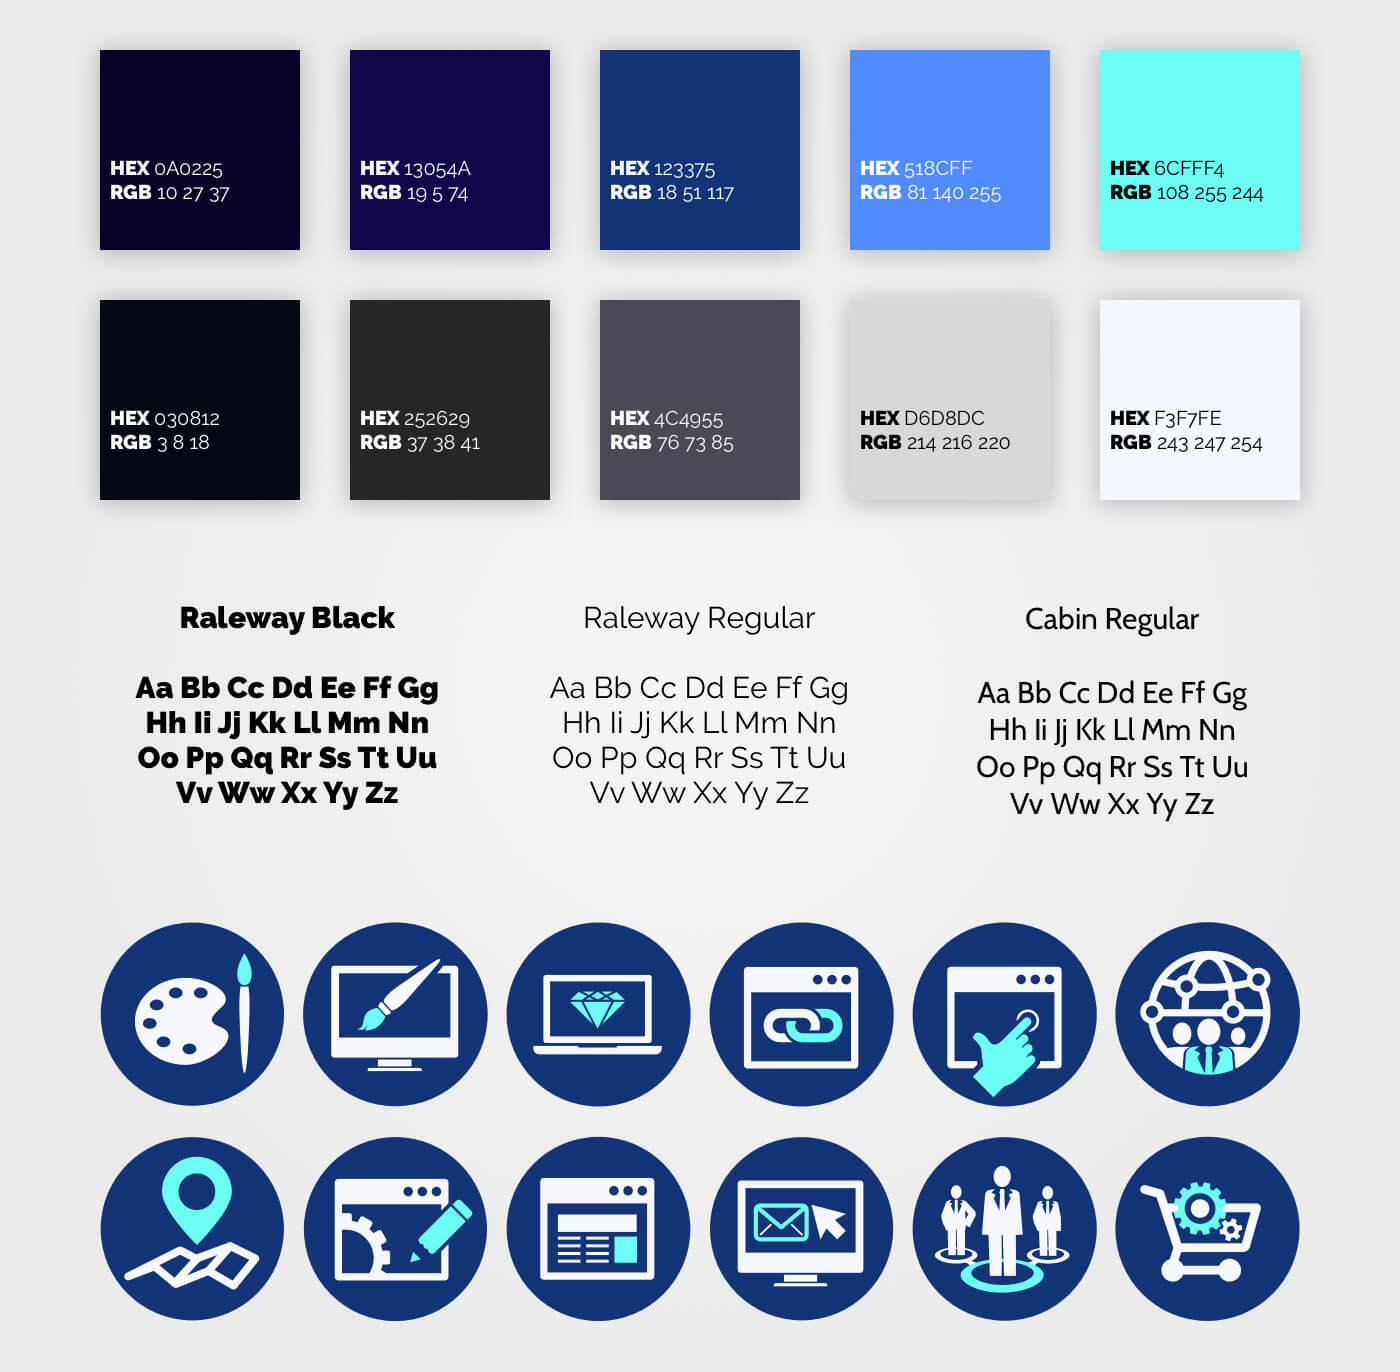 HEX 0A0225
RGB 10 27 37
HEX 13054A
RGB 19 5 74
HEX 123375
RGB 18 51 117
HEX 518CFF
RGB 81 140 255
HEX 6CFFF4
RGB 108 255 244
HEX 030812
RGB 3 8 18
HEX 252629
RGB 37 38 41
HEX 4C4955
RGB 76 73 85
HEX D6D8DC
RGB 214 216 220
HEX F3F7FE
RGB 243 247 254
Raleway Black
Aa Bb Cc Dd Ee Ff Gg
Hh Ii Jj Kk Ll Mm Nn
Oo Pp Qq Rr Ss Tt Uu
Vv Ww Xx Yy Zz
Raleway Regular
Aa Bb Cc Dd Ee Ff Gg
Hh Ii Jj Kk Ll Mm Nn
Oo Pp Qq Rr Ss Tt Uu
Vv Ww Xx Yy Zz
Cabin Regular
Aa Bb Cc Dd Ee Ff Gg
Hh Ii Jj Kk Ll Mm Nn
Oo Pp Qq Rr Ss Tt Uu
Vv Ww Xx Yy Zz